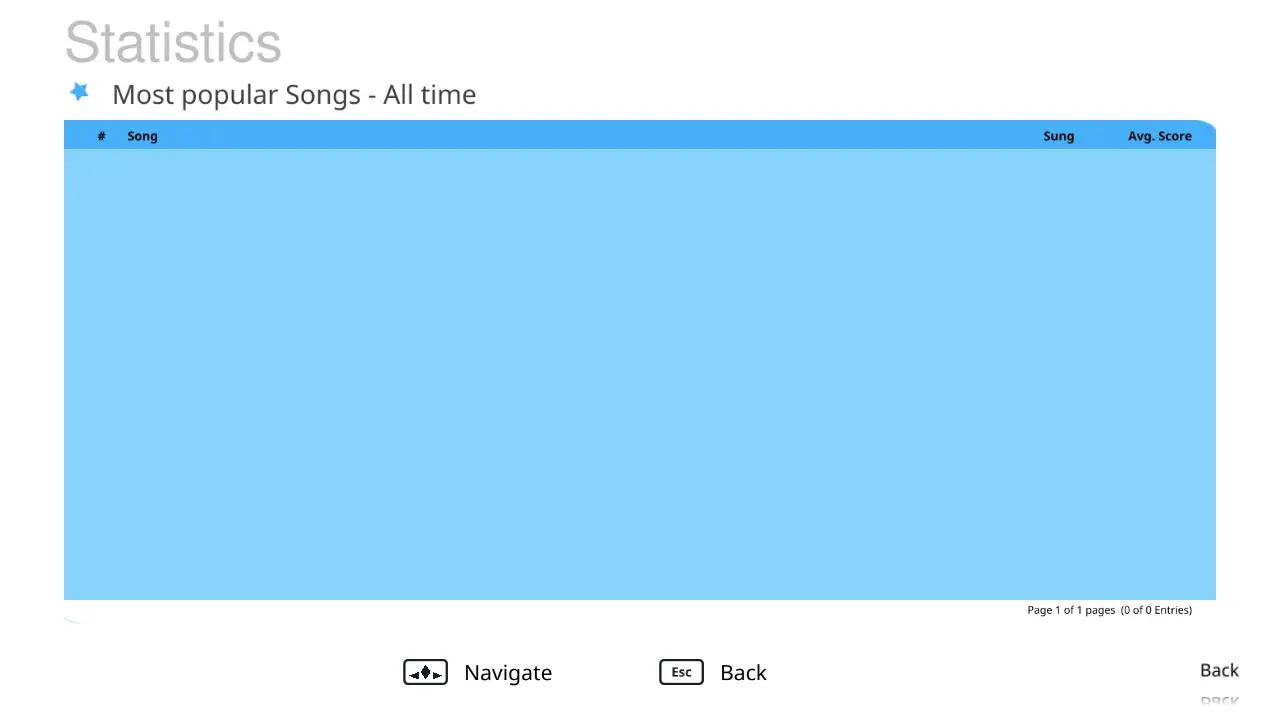 Statistics
Most popular Songs - All time
# Song Sung Avg. Score
Page 1 of 1 pages (0 of 0 Entries)
Navigate Esc Back Back